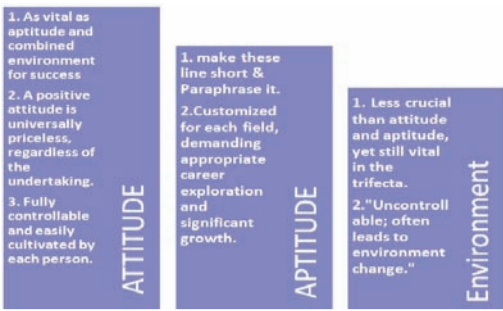 1. As vital as
aptitude and
combined
environment
for success
2. A positive
attitude is
universally
priceless,
regardless of
the
undertaking.
3. Fully
controllable
and easily
cultivated by
each person.
ATTITUDE
1. make these
line short &
Paraphrase it.
2.Customized
for each field,
demanding
appropriate
career
exploration
and
significant
growth.
APTITUDE
1. Less crucial
than attitude
and aptitude,
yet still vital
in the
trifecta.
2."Uncontroll
able; often
leads to
environment
change."
Environment